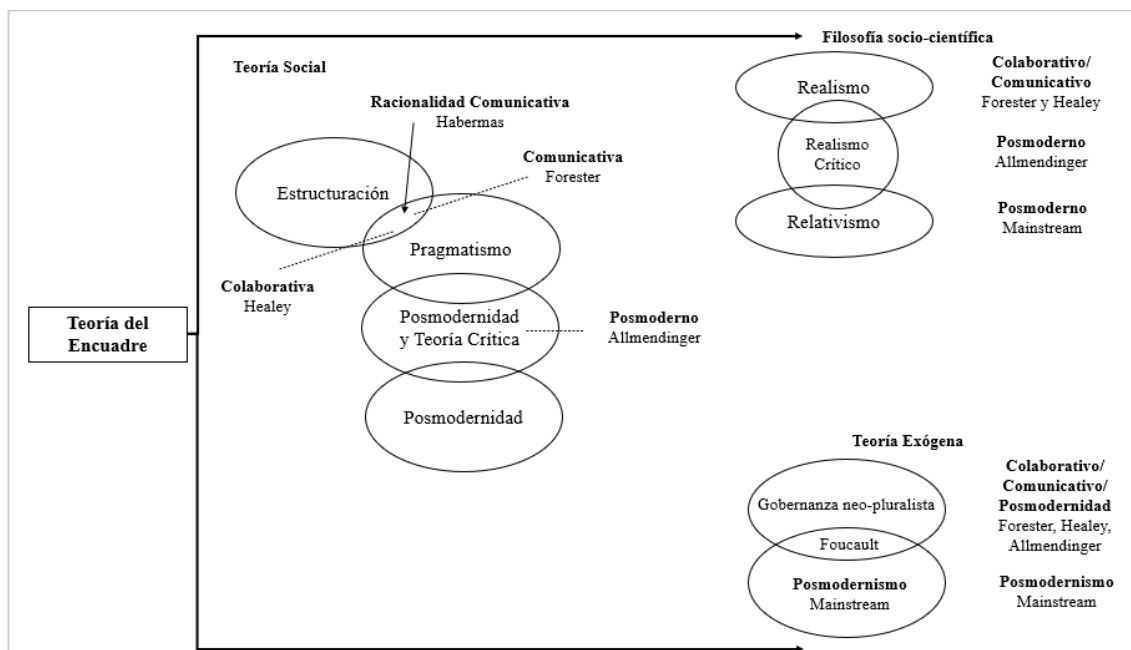 Filosofía socio-científica
Teoría Social
Racionalidad Comunicativa
Habermas
Comunicativa
Forester
Estructuración
Pragmatismo
Colaborativa
Healey
Teoría del
Encuadre
Posmodernidad
y Teoría Crítica
Posmoderno
Allmendinger
Posmodernidad
Realismo
Colaborativo/
Comunicativo
Forester y Healey
Realismo
Crítico
Posmoderno
Allmendinger
Relativismo
Posmoderno
Mainstream
Teoría Exógena
Gobernanza neo-pluralista
Colaborativo/
Comunicativo/
Posmodernidad
Forester, Healey,
Allmendinger
Foucault
Posmodernismo
Mainstream
Posmodernismo
Mainstream